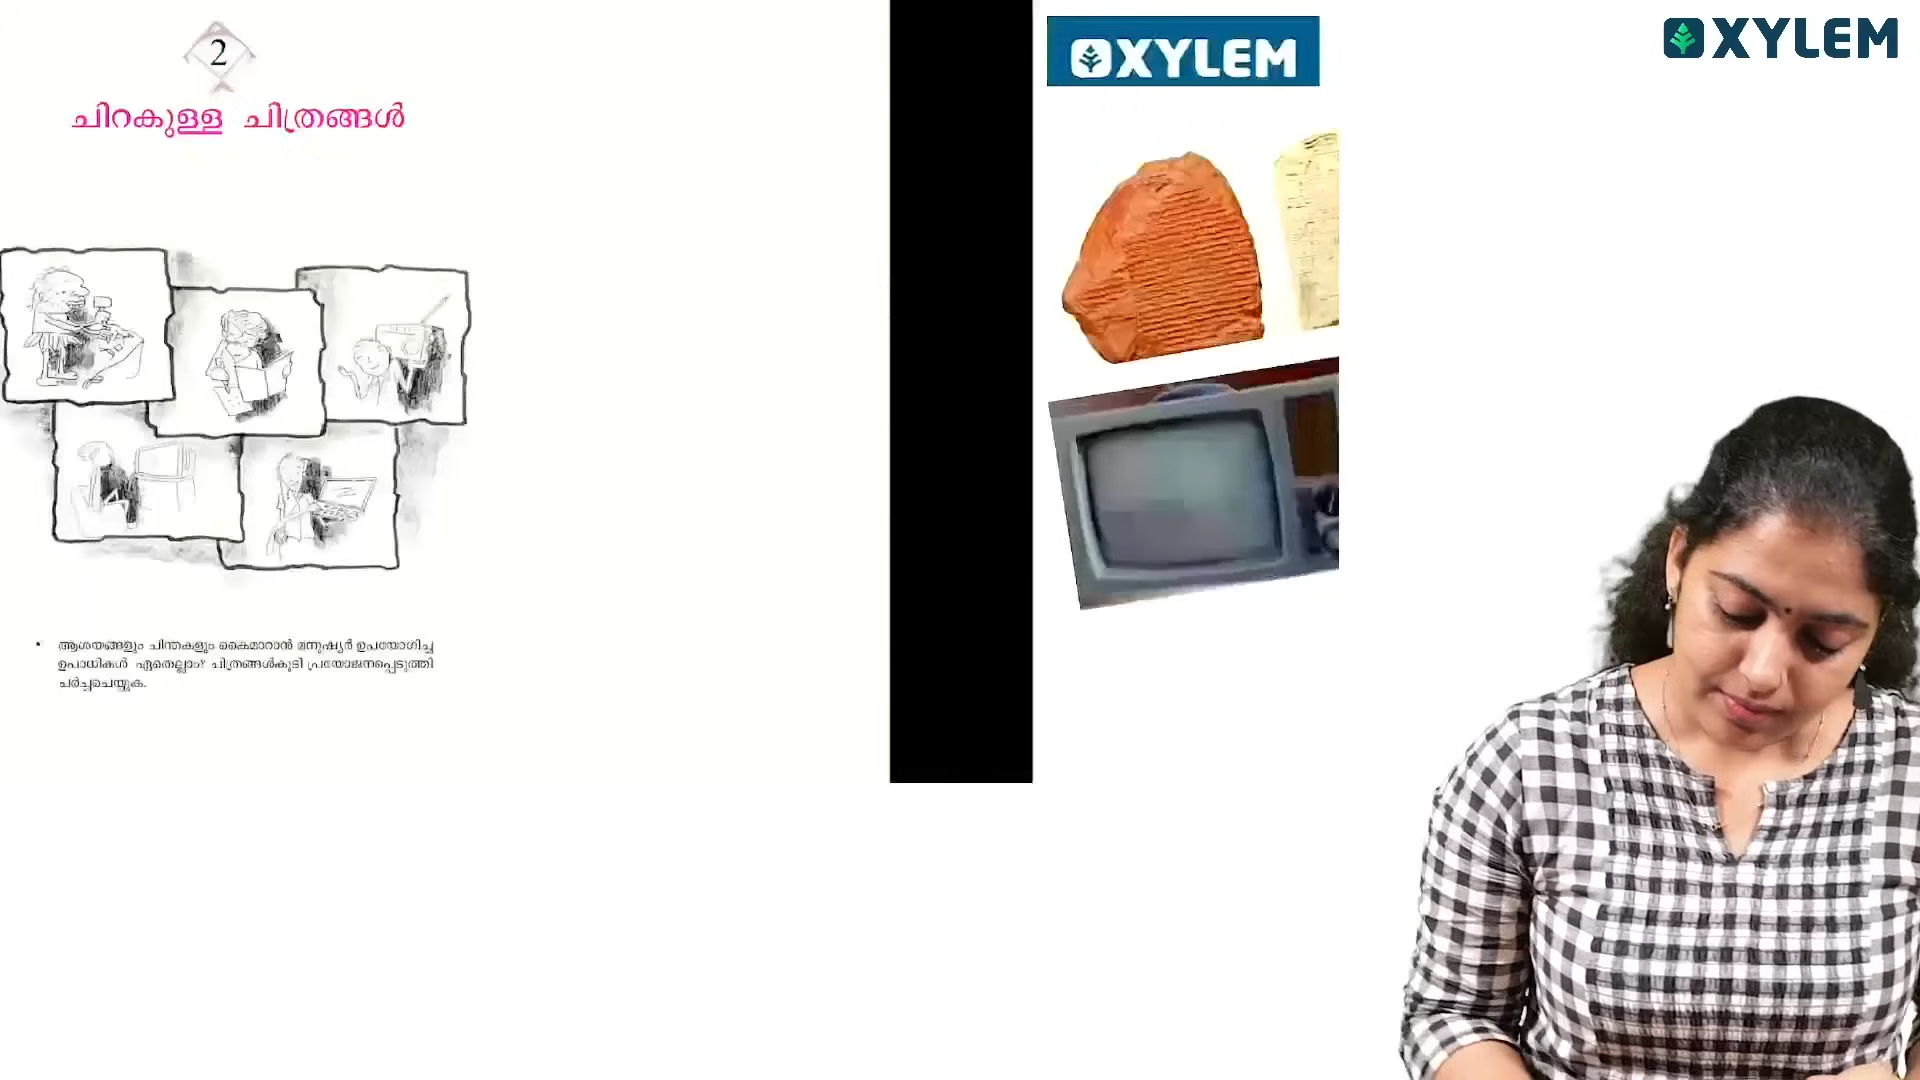 2
ചിറകുള്ള ചിത്രങ്ങൾ
• ആശയങ്ങളും ചിന്തകളും കൈമാറാൻ മനുഷ്യർ ഉപയോഗിച്ച
ഉപാധികൾ ഏതെല്ലാം? ചിത്രങ്ങൾകൂടി പ്രയോജനപ്പെടുത്തി
ചർച്ചചെയ്യുക.
XYLEM
XYLEM